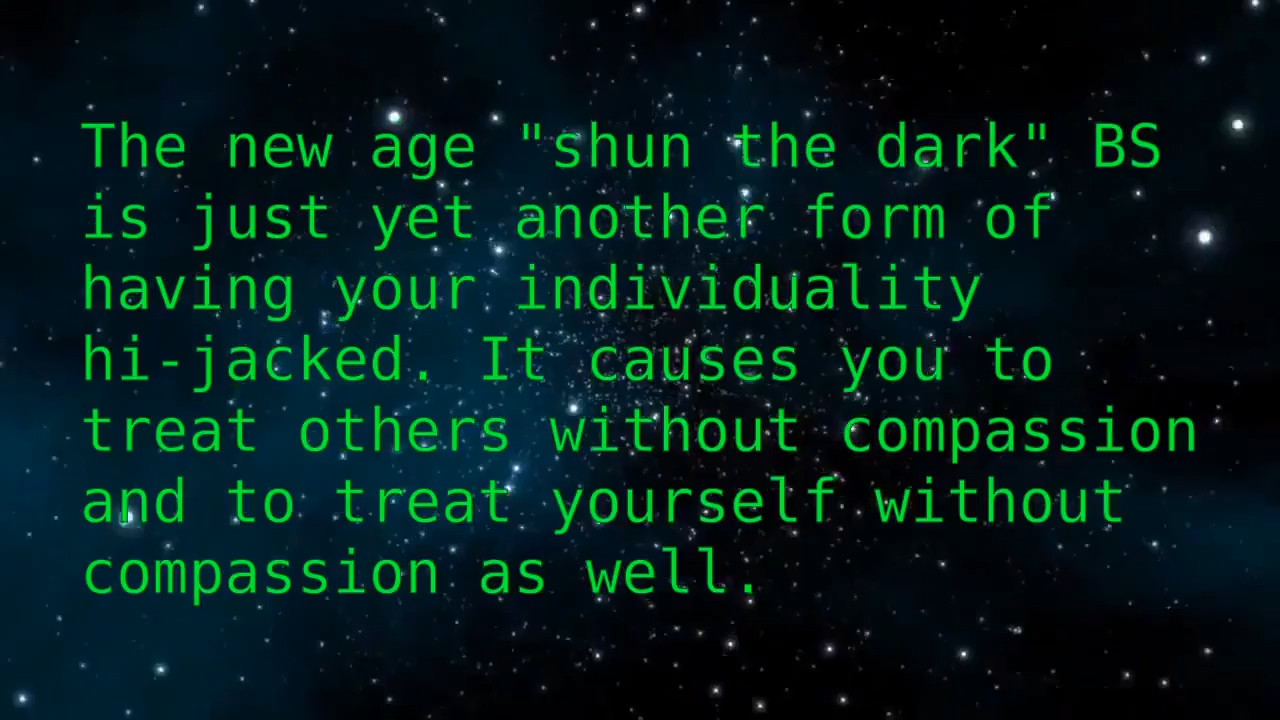 The new age "shun the dark" BS
is just yet another form of
having your individuality
hi-jacked. It causes you to
treat others without compassion
and to treat yourself without
compassion as well.